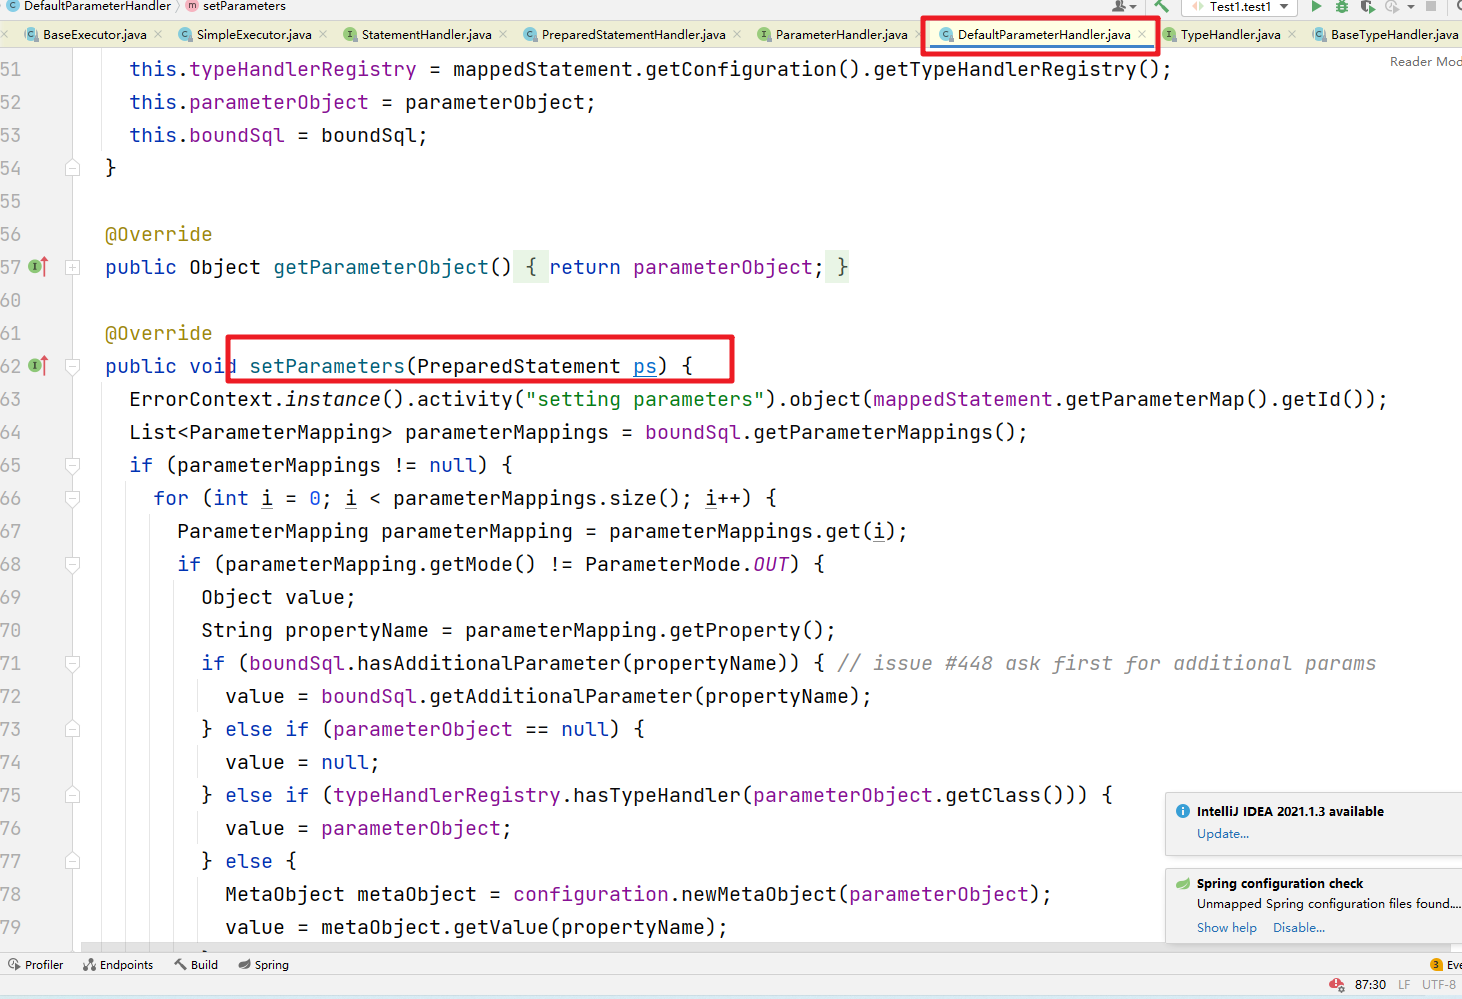 DefaultParameterHandler setParameters Test1.test1
BaseExecutor.java SimpleExecutor.java StatementHandler.java PreparedStatementHandler.java ParameterHandler.java DefaultParameterHandler.java TypeHandler.java BaseTypeHandler.java
Reader Mod
51 this.typeHandlerRegistry = mappedStatement.getConfiguration().getTypeHandlerRegistry();
52 this.parameterObject = parameterObject;
53 this.boundSql = boundSql;
54 }
55
56 @Override
57 public Object getParameterObject() { return parameterObject; }
60
61 @Override
62 public void setParameters(PreparedStatement ps) {
63 ErrorContext.instance().activity("setting parameters").object(mappedStatement.getParameterMap().getId());
64 List<ParameterMapping> parameterMappings = boundSql.getParameterMappings();
65 if (parameterMappings != null) {
66 for (int i = 0; i < parameterMappings.size(); i++) {
67 ParameterMapping parameterMapping = parameterMappings.get(i);
68 if (parameterMapping.getMode() != ParameterMode.OUT) {
69 Object value;
70 String propertyName = parameterMapping.getProperty();
71 if (boundSql.hasAdditionalParameter(propertyName)) { // issue #448 ask first for additional params
72 value = boundSql.getAdditionalParameter(propertyName);
73 } else if (parameterObject == null) {
74 value = null;
75 } else if (typeHandlerRegistry.hasTypeHandler(parameterObject.getClass())) {
76 value = parameterObject;
77 } else {
78 MetaObject metaObject = configuration.newMetaObject(parameterObject);
79 value = metaObject.getValue(propertyName);
IntelliJ IDEA 2021.1.3 available
Update...
Spring configuration check
Unmapped Spring configuration files found....
Show help Disable...
Profiler Endpoints Build Spring 3 Eve
87:30 LF UTF-8